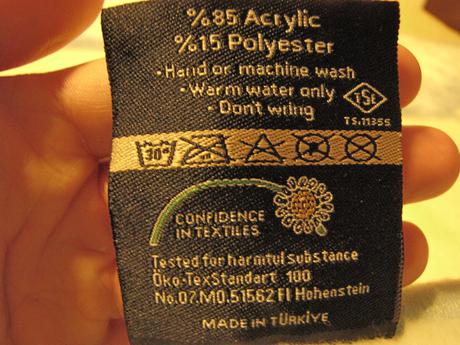 %85 Acrylic
%15 Polyester
·Hand or machine wash
·Warm water only
·Don't wring
TSE
TS.11355
30°
CONFIDENCE
IN TEXTILES
Tested for harmful substance
Öko-TexStandart 100
No.07.M0.51562 FI Hohenstein
MADE IN TÜRKİYE